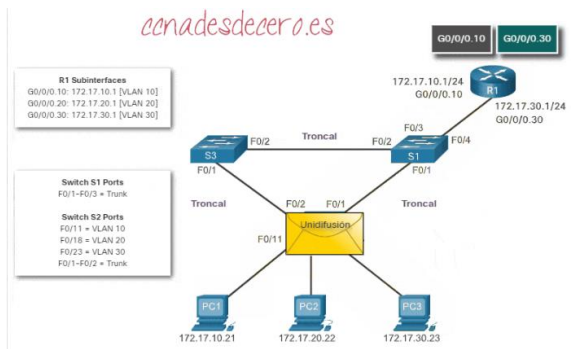 ccnadesdecero.es
G0/0/0.10
G0/0/0.30
R1 Subinterfaces
G0/0/0.10: 172.17.10.1 [VLAN 10]
G0/0/0.20: 172.17.20.1 [VLAN 20]
G0/0/0.30: 172.17.30.1 [VLAN 30]
172.17.10.1/24
G0/0/0.10
R1
172.17.30.1/24
G0/0/0.30
F0/3
F0/2
Troncal
F0/2
F0/4
S3
S1
F0/1
F0/1
Switch S1 Ports
F0/1-F0/3 = Trunk
Switch S2 Ports
F0/11 = VLAN 10
F0/18 = VLAN 20
F0/23 = VLAN 30
F0/1-F0/2 = Trunk
Troncal
F0/2
F0/1
Troncal
Unidifusión
F0/11
PC1
PC2
PC3
172.17.10.21
172.17.20.22
172.17.30.23